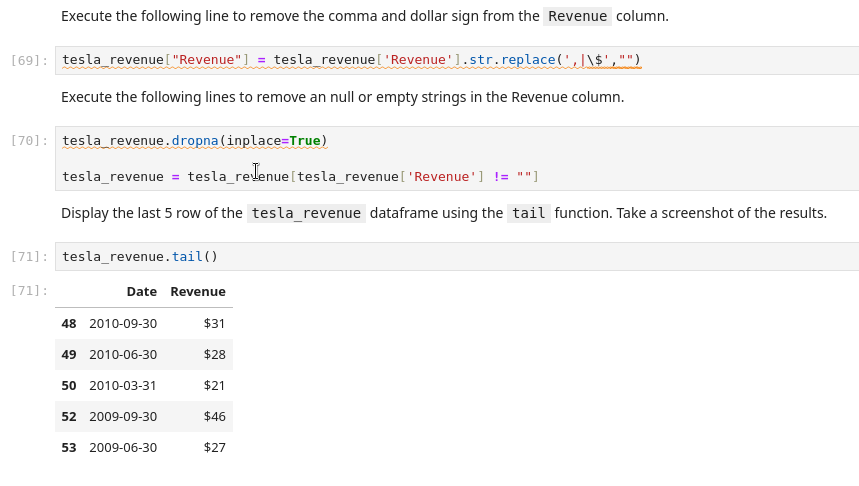 Execute the following line to remove the comma and dollar sign from the Revenue column.
[69]: tesla_revenue["Revenue"] = tesla_revenue['Revenue'].str.replace(',|\$',"")
Execute the following lines to remove an null or empty strings in the Revenue column.
[70]: tesla_revenue.dropna(inplace=True)
tesla_revenue = tesla_revenue[tesla_revenue['Revenue'] != ""]
Display the last 5 row of the tesla_revenue dataframe using the tail function. Take a screenshot of the results.
[71]: tesla_revenue.tail()
[71]: Date Revenue
48 2010-09-30 $31
49 2010-06-30 $28
50 2010-03-31 $21
52 2009-09-30 $46
53 2009-06-30 $27